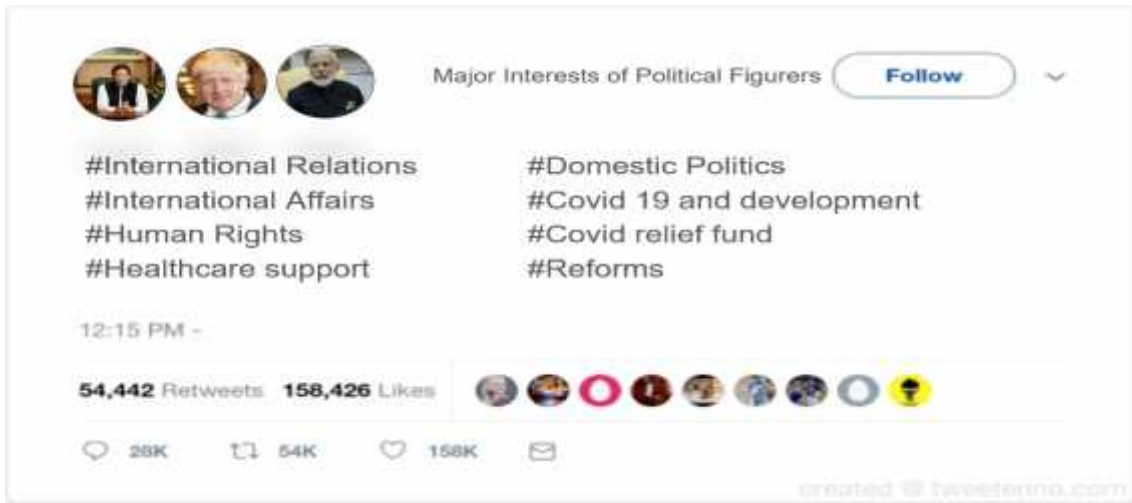 Major Interests of Political Figurers Follow
#International Relations
#International Affairs
#Human Rights
#Healthcare support
#Domestic Politics
#Covid 19 and development
#Covid relief fund
#Reforms
12:15 PM -
54,442 Retweets 158,426 Likes
28K 54K 158K
created @ tweetenno.com